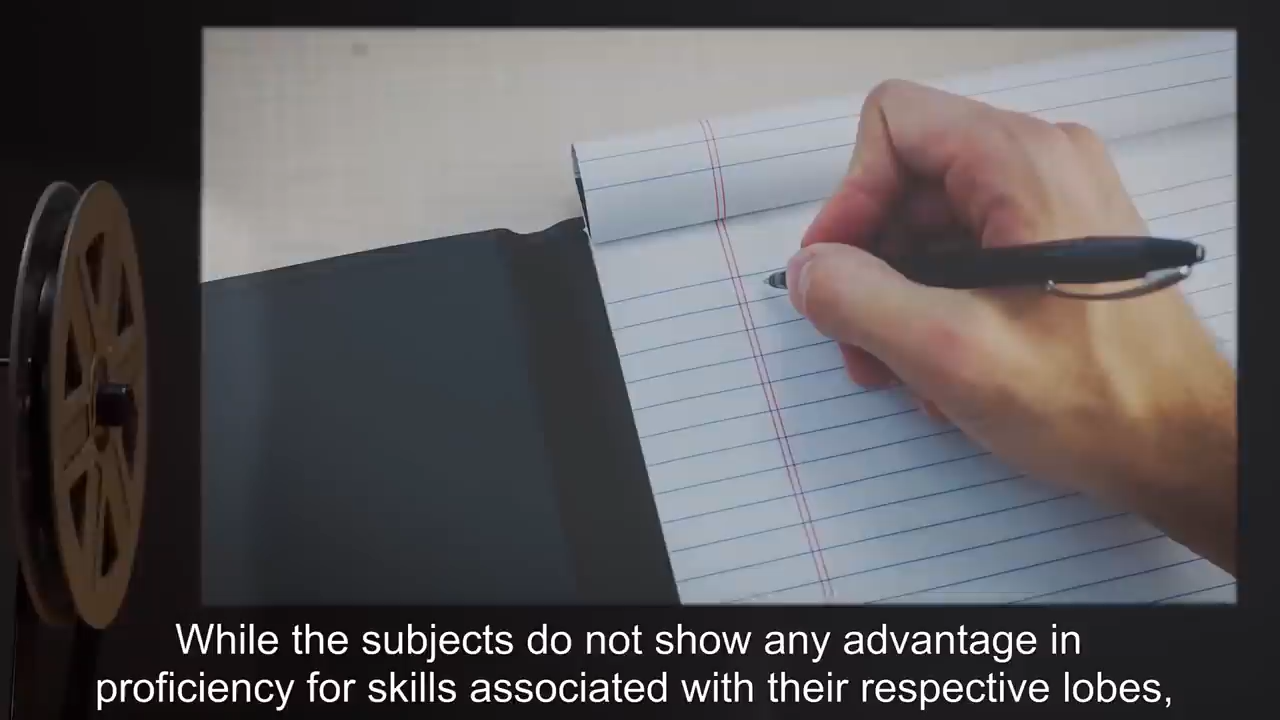 While the subjects do not show any advantage in
proficiency for skills associated with their respective lobes,